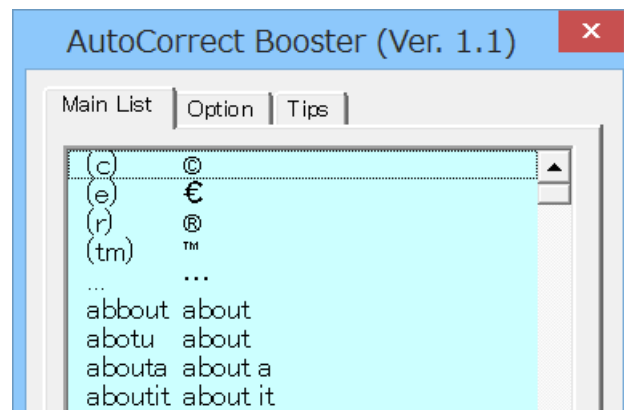 AutoCorrect Booster (Ver. 1.1)
Main List Option Tips
(c) ©
(e) €
(r) ®
(tm) ™
... …
abbout about
abotu about
abouta about a
aboutit about it